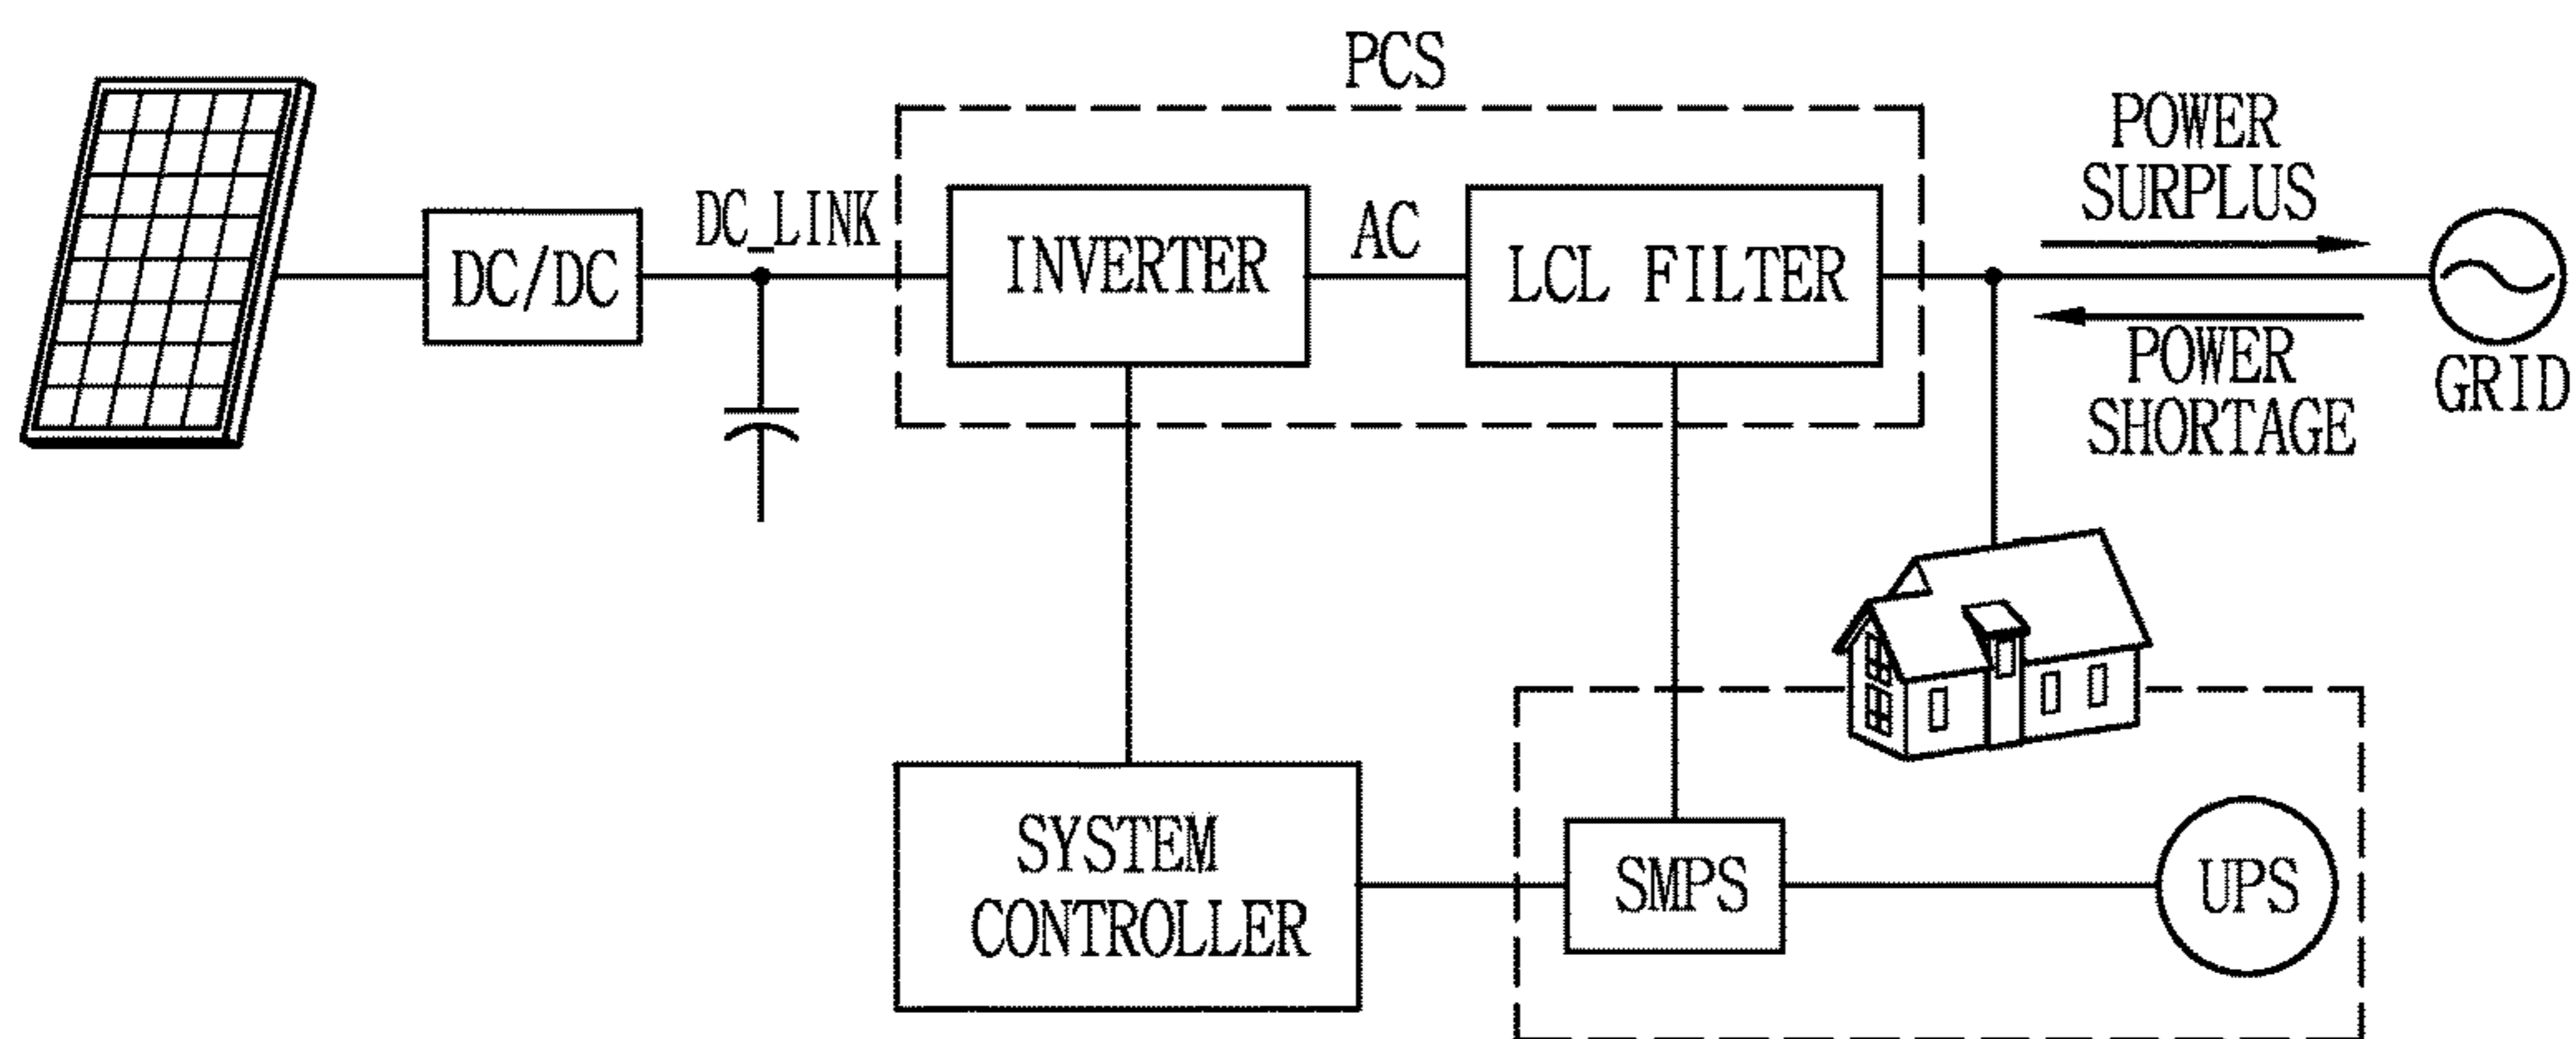 PCS
POWER
SURPLUS
DC_LINK
AC
DC/DC
INVERTER
LCL FILTER
POWER
SHORTAGE
GRID
SYSTEM
CONTROLLER
SMPS
UPS